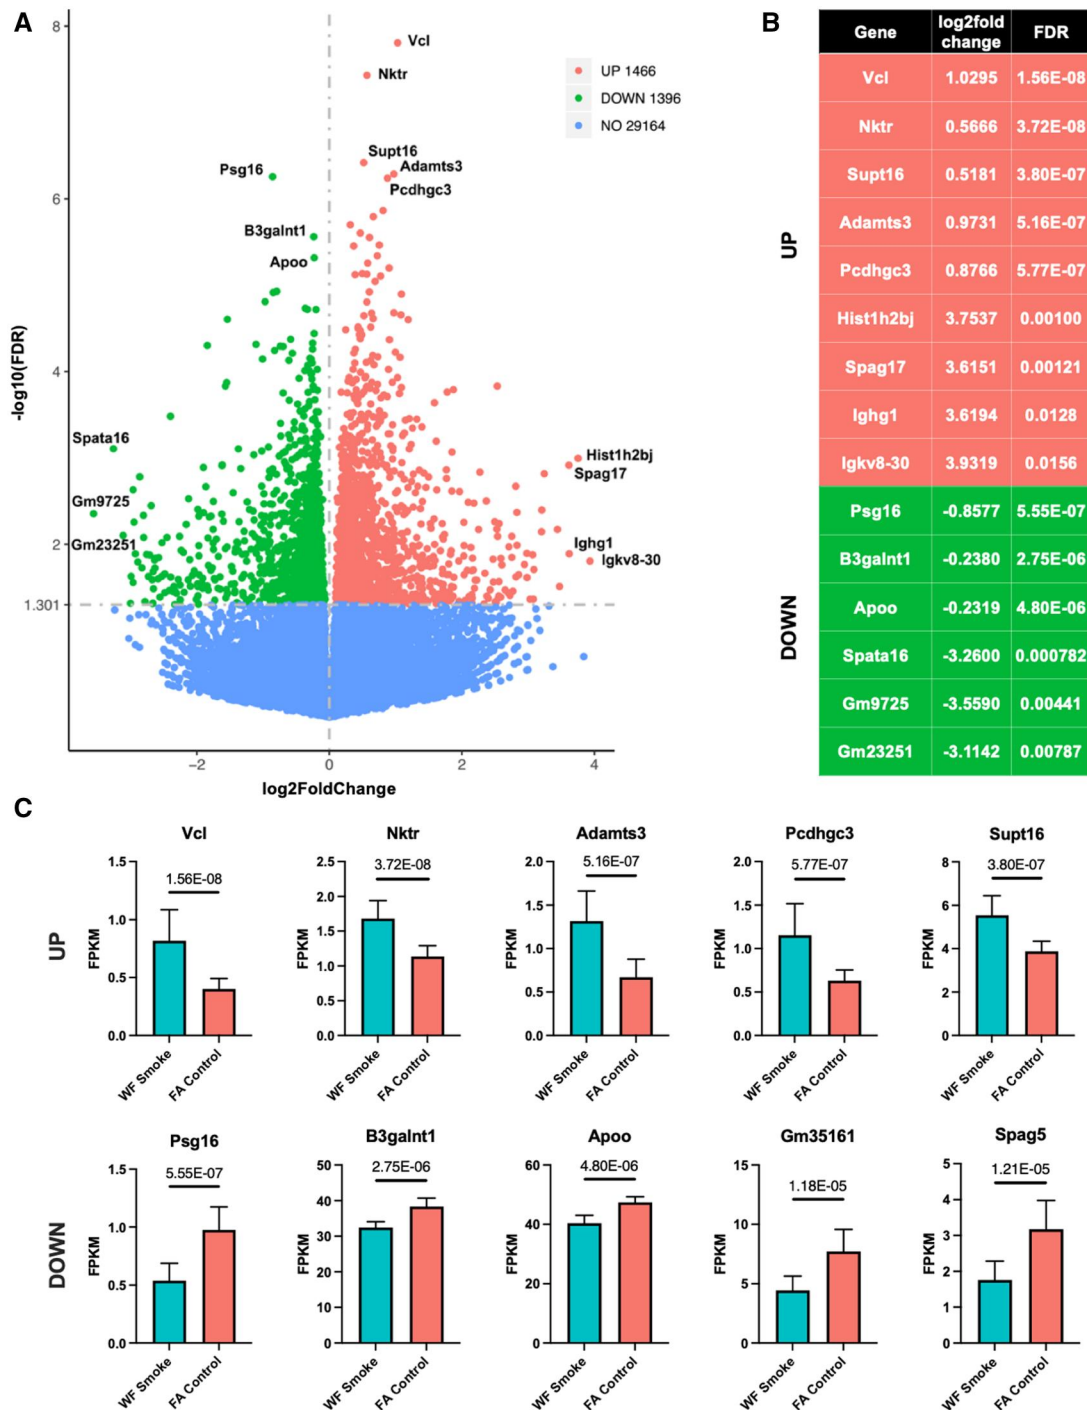 A
8
6
4
2
1.301
-log10(FDR)
−2
0
2
4
log2FoldChange
Vcl
Nktr
UP 1466
DOWN 1396
NO 29164
Supt16
Adamts3
Pcdhgc3
Psg16
B3galnt1
Apoo
Spata16
Gm9725
Gm23251
Hist1h2bj
Spag17
Ighg1
Igkv8-30
B
Gene log2fold change FDR
UP
Vcl 1.0295 1.56E-08
Nktr 0.5666 3.72E-08
Supt16 0.5181 3.80E-07
Adamts3 0.9731 5.16E-07
Pcdhgc3 0.8766 5.77E-07
Hist1h2bj 3.7537 0.00100
Spag17 3.6151 0.00121
Ighg1 3.6194 0.0128
Igkv8-30 3.9319 0.0156
DOWN
Psg16 -0.8577 5.55E-07
B3galnt1 -0.2380 2.75E-06
Apoo -0.2319 4.80E-06
Spata16 -3.2600 0.000782
Gm9725 -3.5590 0.00441
Gm23251 -3.1142 0.00787
C
UP
Vcl
1.56E-08
FPKM
1.5
1.0
0.5
0.0
WF Smoke
FA Control
Nktr
3.72E-08
FPKM
2.5
2.0
1.5
1.0
0.5
0.0
WF Smoke
FA Control
Adamts3
5.16E-07
FPKM
2.0
1.5
1.0
0.5
0.0
WF Smoke
FA Control
Pcdhgc3
5.77E-07
FPKM
2.0
1.5
1.0
0.5
0.0
WF Smoke
FA Control
Supt16
3.80E-07
FPKM
8
6
4
2
0
WF Smoke
FA Control
DOWN
Psg16
5.55E-07
FPKM
1.5
1.0
0.5
0.0
WF Smoke
FA Control
B3galnt1
2.75E-06
FPKM
50
40
30
20
10
0
WF Smoke
FA Control
Apoo
4.80E-06
FPKM
60
40
20
0
WF Smoke
FA Control
Gm35161
1.18E-05
FPKM
15
10
5
0
WF Smoke
FA Control
Spag5
1.21E-05
FPKM
5
4
3
2
1
0
WF Smoke
FA Control